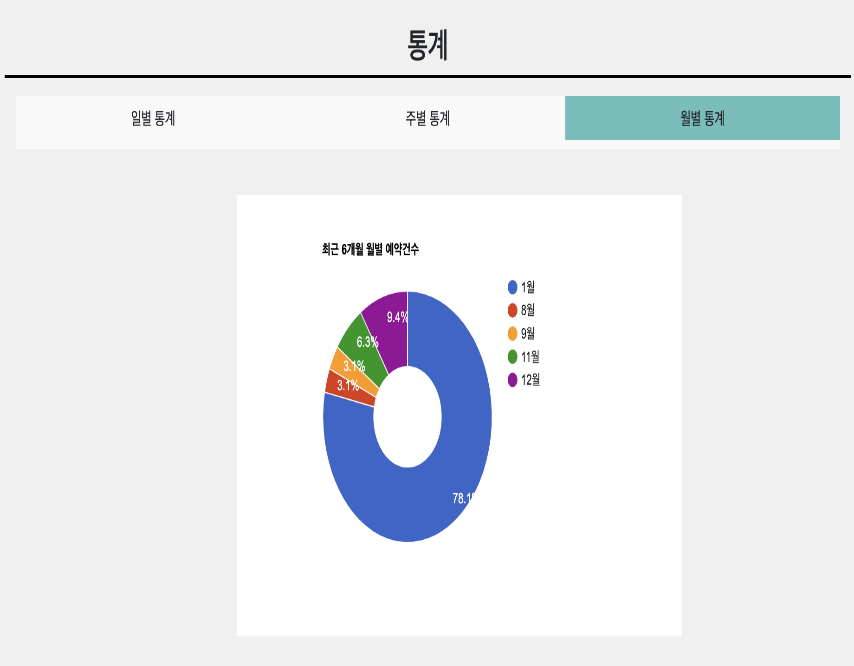 통계
일별 통계 주별 통계 월별 통계
최근 6개월 월별 예약건수
1월
8월
9월
11월
12월
9.4%
6.3%
3.1%
3.1%
78.1